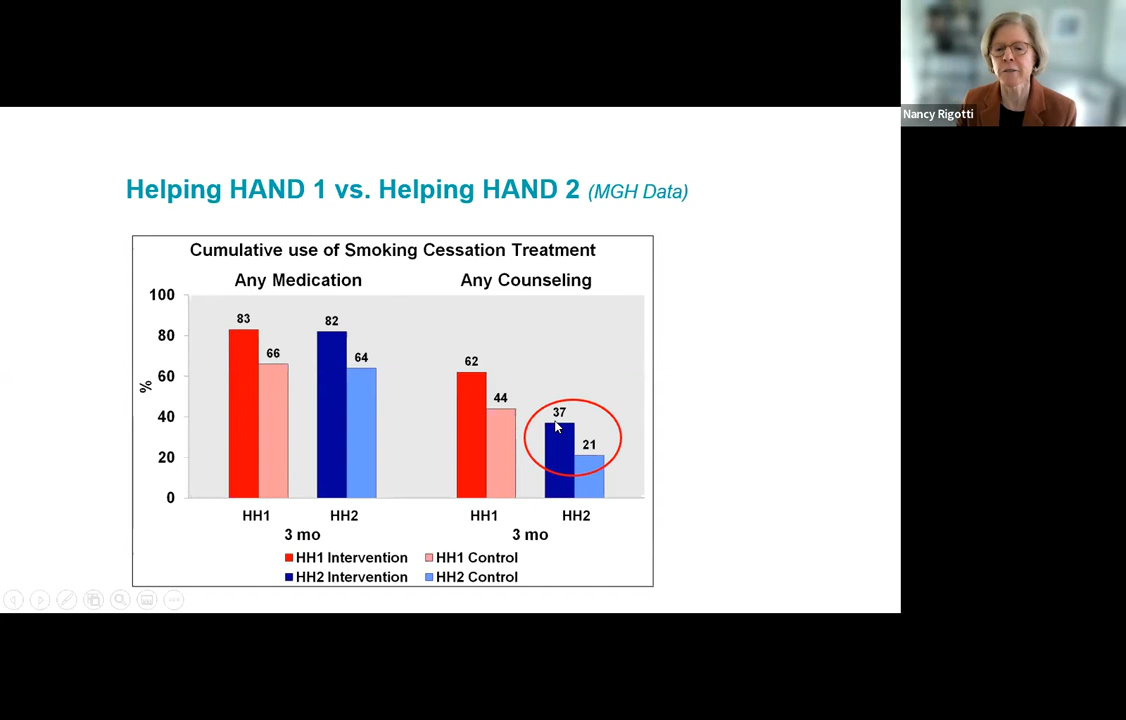 Nancy Rigotti
Helping HAND 1 vs. Helping HAND 2 (MGH Data)
Cumulative use of Smoking Cessation Treatment
Any Medication Any Counseling
100
80
60
40
20
0
%
83
66
82
64
62
44
37
21
HH1 HH2 HH1 HH2
3 mo 3 mo
HH1 Intervention HH1 Control
HH2 Intervention HH2 Control